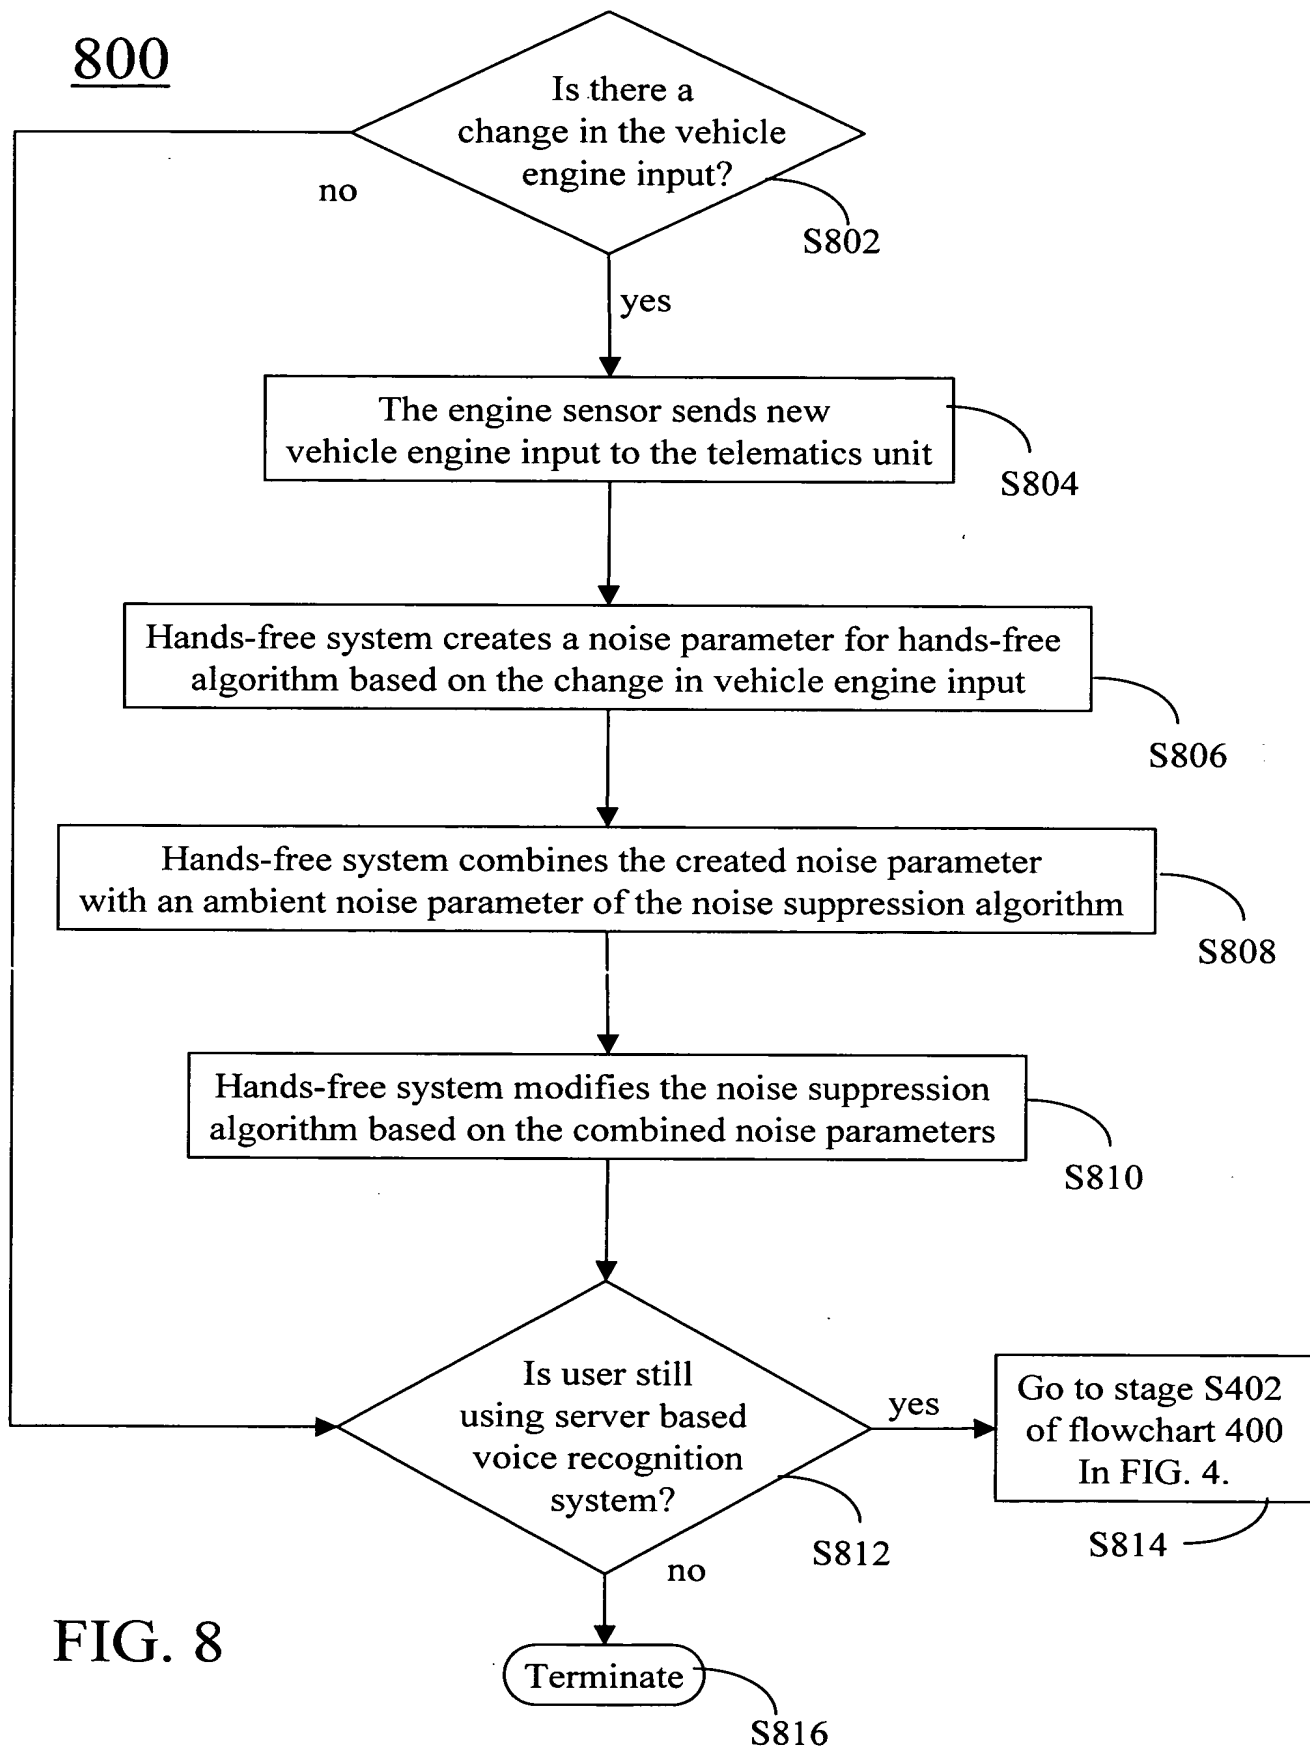 800
Is there a
change in the vehicle
engine input?
no
S802
yes
The engine sensor sends new
vehicle engine input to the telematics unit
S804
Hands-free system creates a noise parameter for hands-free
algorithm based on the change in vehicle engine input
S806
Hands-free system combines the created noise parameter
with an ambient noise parameter of the noise suppression algorithm
S808
Hands-free system modifies the noise suppression
algorithm based on the combined noise parameters
S810
Is user still
using server based
voice recognition
system?
yes
Go to stage S402
of flowchart 400
In FIG. 4.
S812
S814
no
FIG. 8
Terminate
S816